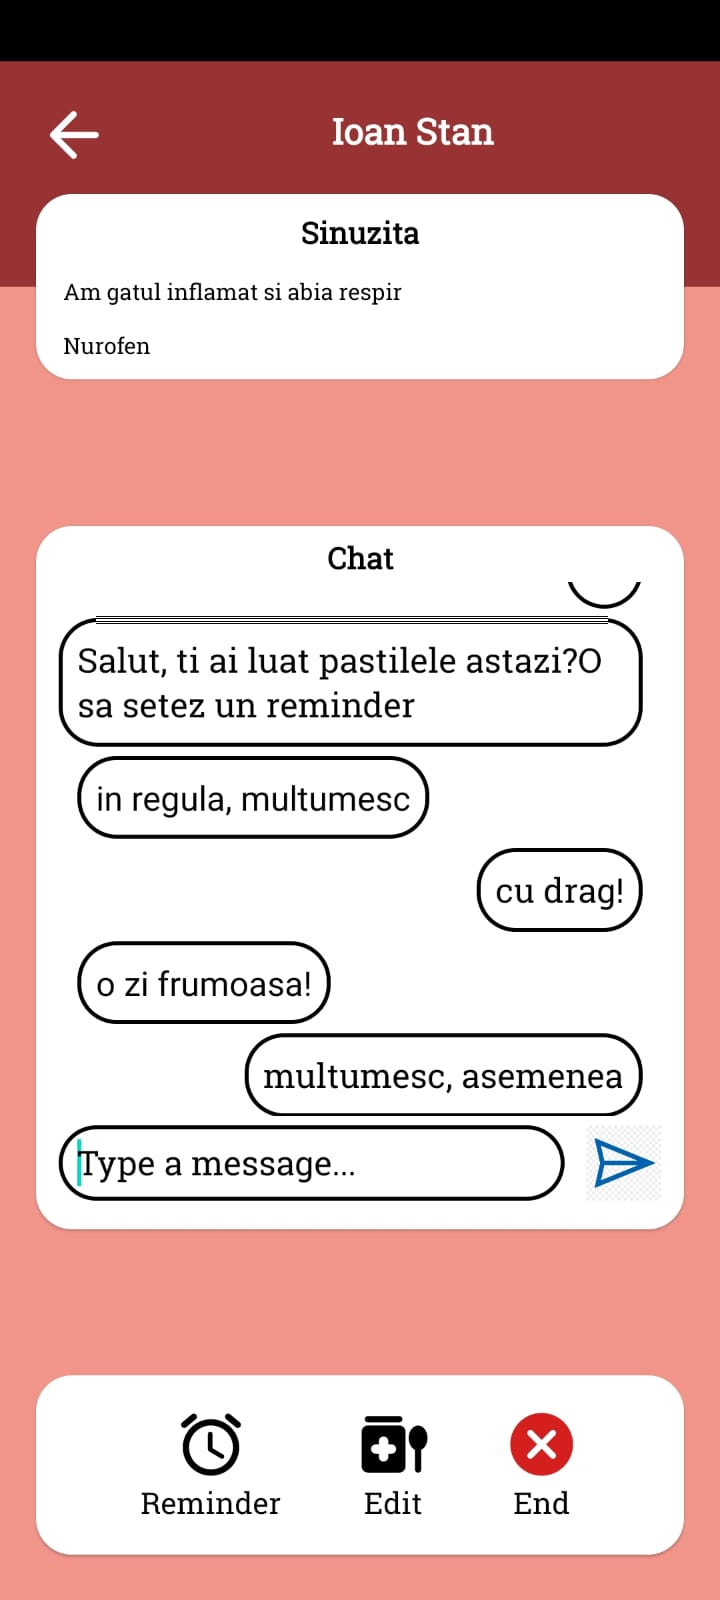 Ioan Stan
Sinuzita
Am gatul inflamat si abia respir
Nurofen
Chat
Salut, ti ai luat pastilele astazi?O
sa setez un reminder
in regula, multumesc
cu drag!
o zi frumoasa!
multumesc, asemenea
Type a message...
Reminder
Edit
End